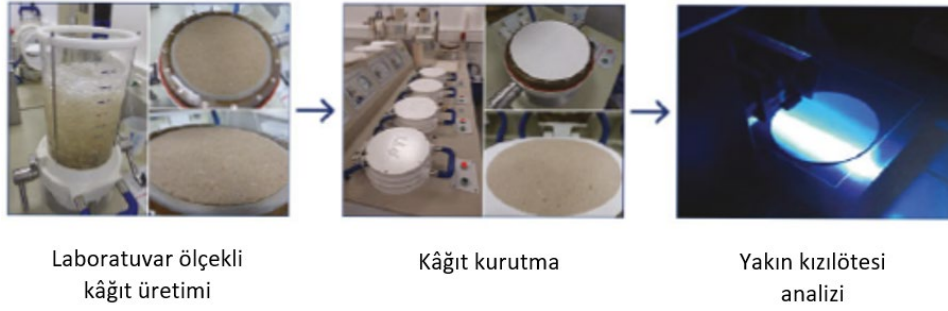 Laboratuvar ölçekli
kâğıt üretimi
Kâğıt kurutma
Yakın kızılötesi
analizi